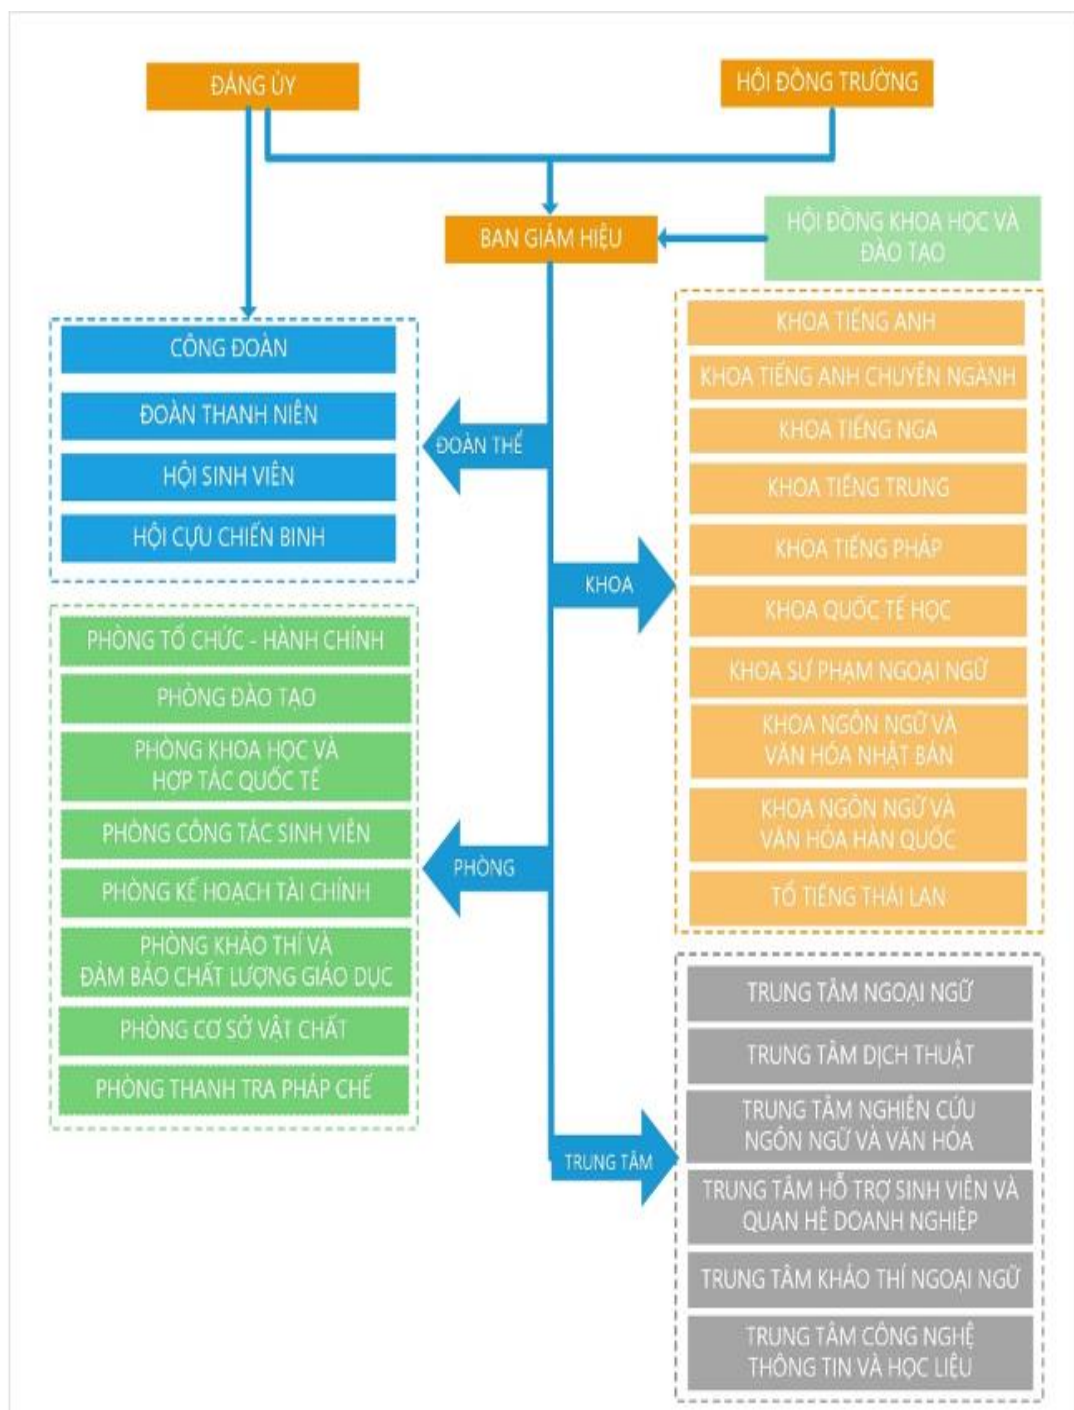 ĐẢNG ỦY
HỘI ĐỒNG TRƯỜNG
BAN GIÁM HIỆU
HỘI ĐỒNG KHOA HỌC VÀ
ĐÀO TẠO
CÔNG ĐOÀN
ĐOÀN THANH NIÊN
HỘI SINH VIÊN
HỘI CỰU CHIẾN BINH
ĐOÀN THỂ
KHOA
KHOA TIẾNG ANH
KHOA TIẾNG ANH CHUYÊN NGÀNH
KHOA TIẾNG NGA
KHOA TIẾNG TRUNG
KHOA TIẾNG PHÁP
KHOA QUỐC TẾ HỌC
KHOA SƯ PHẠM NGOẠI NGỮ
KHOA NGÔN NGỮ VÀ
VĂN HÓA NHẬT BẢN
KHOA NGÔN NGỮ VÀ
VĂN HÓA HÀN QUỐC
TỔ TIẾNG THÁI LAN
PHÒNG TỔ CHỨC - HÀNH CHÍNH
PHÒNG ĐÀO TẠO
PHÒNG KHOA HỌC VÀ
HỢP TÁC QUỐC TẾ
PHÒNG CÔNG TÁC SINH VIÊN
PHÒNG KẾ HOẠCH TÀI CHÍNH
PHÒNG KHẢO THÍ VÀ
ĐẢM BẢO CHẤT LƯỢNG GIÁO DỤC
PHÒNG CƠ SỞ VẬT CHẤT
PHÒNG THANH TRA PHÁP CHẾ
PHÒNG
TRUNG TÂM
TRUNG TÂM NGOẠI NGỮ
TRUNG TÂM DỊCH THUẬT
TRUNG TÂM NGHIÊN CỨU
NGÔN NGỮ VÀ VĂN HÓA
TRUNG TÂM HỖ TRỢ SINH VIÊN VÀ
QUAN HỆ DOANH NGHIỆP
TRUNG TÂM KHẢO THÍ NGOẠI NGỮ
TRUNG TÂM CÔNG NGHỆ
THÔNG TIN VÀ HỌC LIỆU